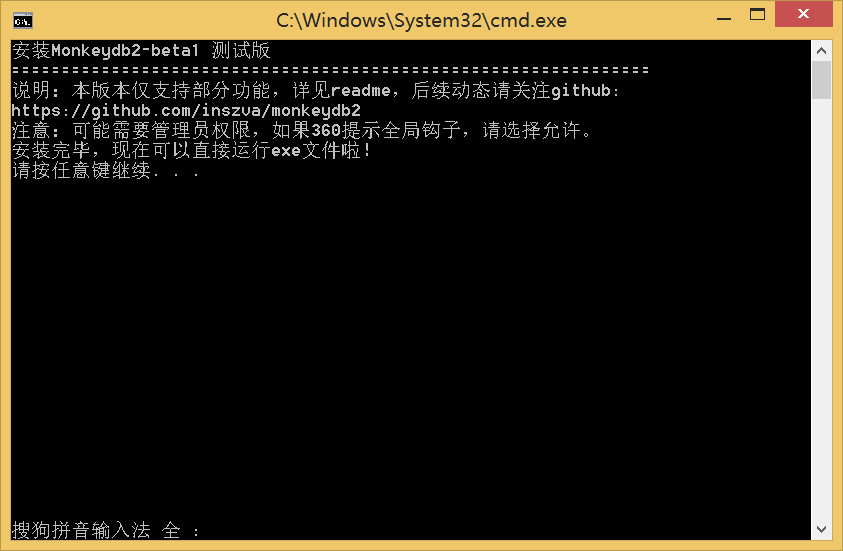 C:\Windows\System32\cmd.exe
安装Monkeydb2-beta1 测试版
================================================================
说明：本版本仅支持部分功能，详见readme，后续动态请关注github：
https://github.com/inszva/monkeydb2
注意：可能需要管理员权限，如果360提示全局钩子，请选择允许。
安装完毕，现在可以直接运行exe文件啦！
请按任意键继续. . .
搜狗拼音输入法 全 ：